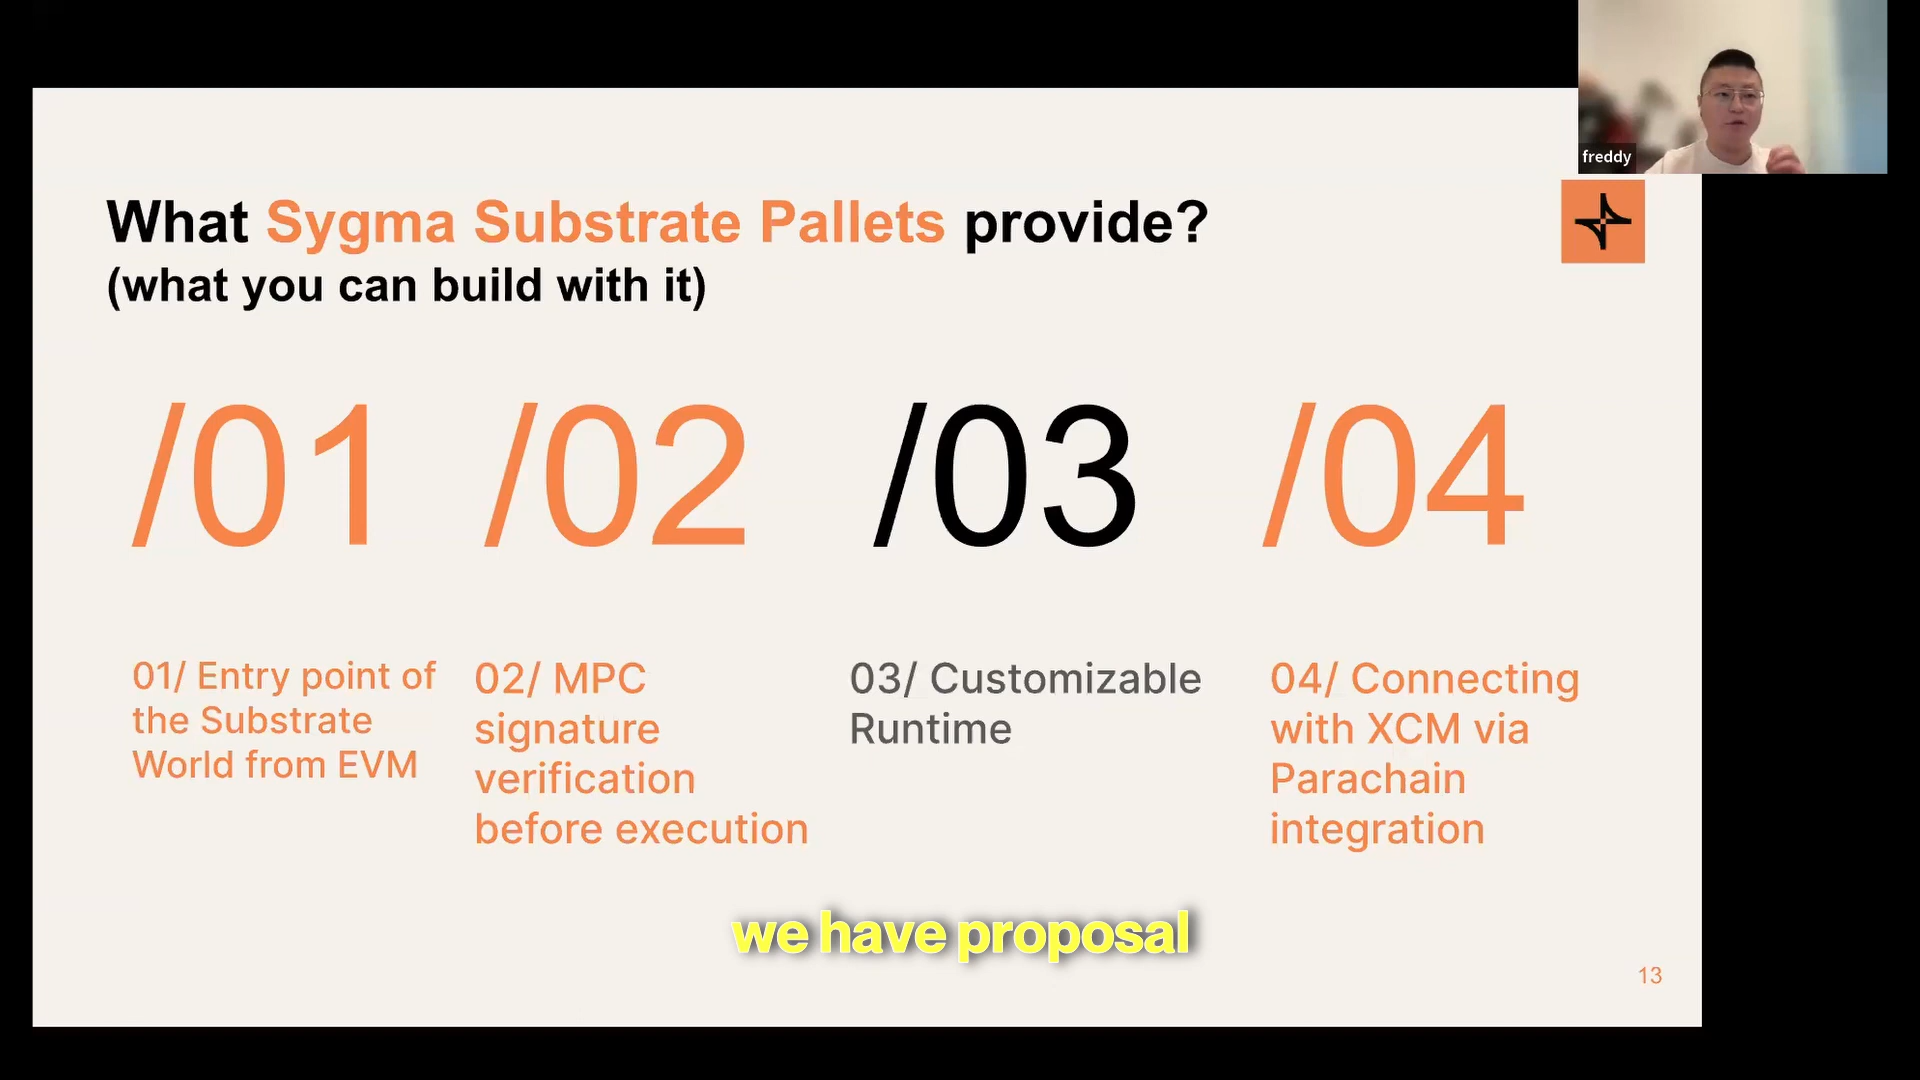 freddy
What Sygma Substrate Pallets provide?
(what you can build with it)
/01 /02 /03 /04
01/ Entry point of
the Substrate
World from EVM
02/ MPC
signature
verification
before execution
03/ Customizable
Runtime
04/ Connecting
with XCM via
Parachain
integration
we have proposal
13